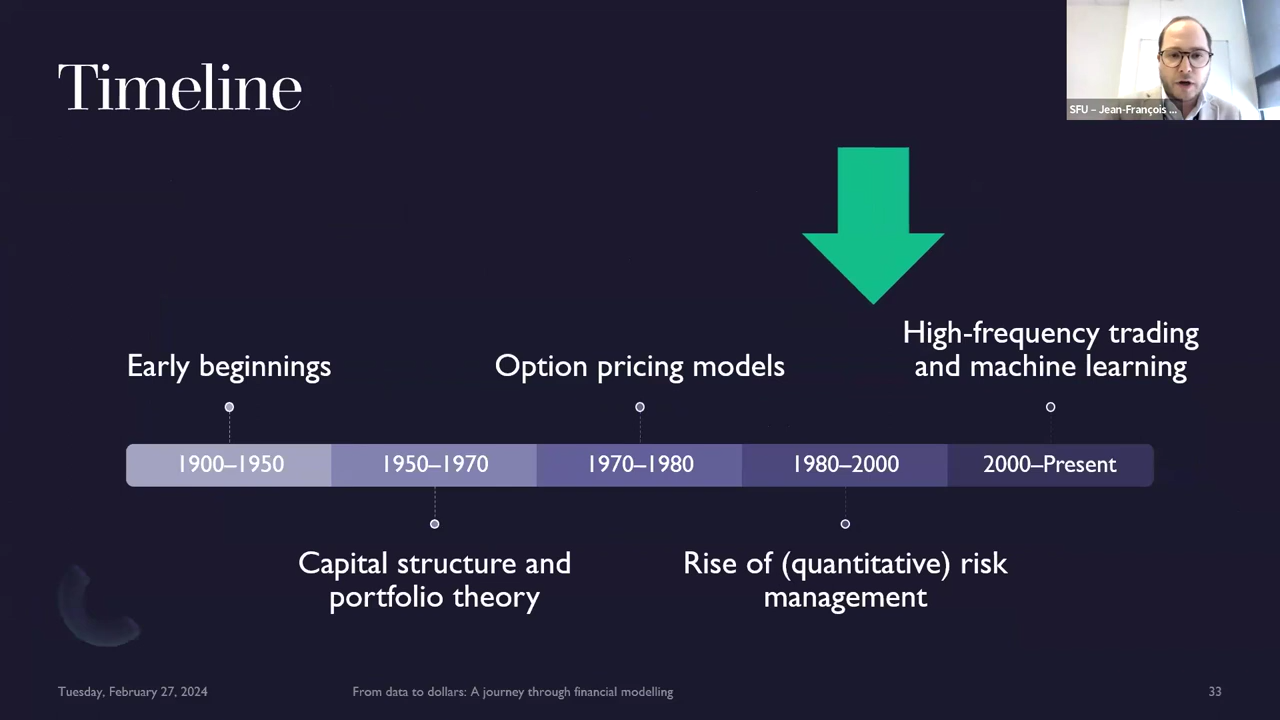 Timeline
SFU – Jean-François ...
High-frequency trading
and machine learning
Early beginnings
Option pricing models
1900–1950
1950–1970
1970–1980
1980–2000
2000–Present
Capital structure and
portfolio theory
Rise of (quantitative) risk
management
Tuesday, February 27, 2024
From data to dollars: A journey through financial modelling
33